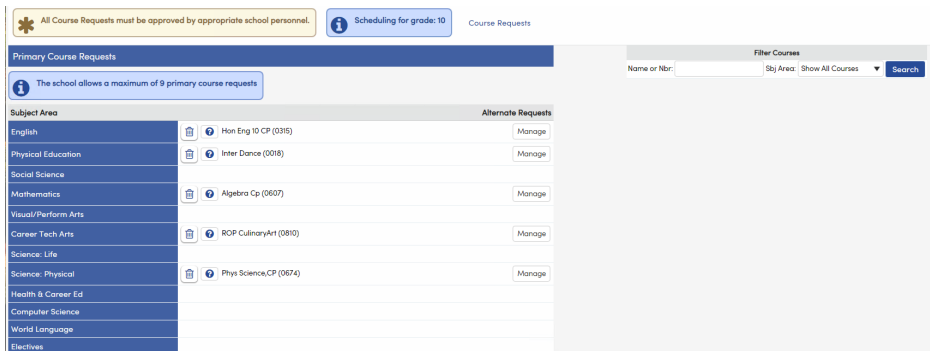 All Course Requests must be approved by appropriate school personnel.
Scheduling for grade: 10
Course Requests
Primary Course Requests
The school allows a maximum of 9 primary course requests
Subject Area Alternate Requests
English Hon Eng 10 CP (0315) Manage
Physical Education Inter Dance (0018) Manage
Social Science
Mathematics Algebra Cp (0607) Manage
Visual/Perform Arts
Career Tech Arts ROP CulinaryArt (0810) Manage
Science: Life
Science: Physical Phys Science,CP (0674) Manage
Health & Career Ed
Computer Science
World Language
Electives
Filter Courses
Name or Nbr: Sbj Area: Show All Courses Search